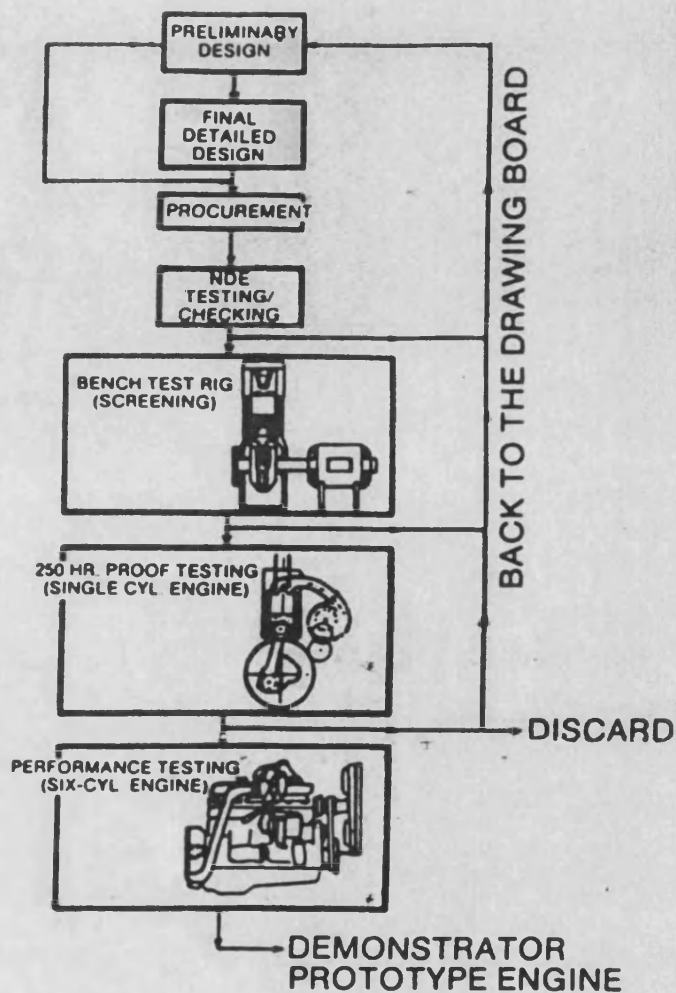 PRELIMINARY
DESIGN
FINAL
DETAILED
DESIGN
PROCUREMENT
NDE
TESTING/
CHECKING
BENCH TEST RIG
(SCREENING)
250 HR. PROOF TESTING
(SINGLE CYL ENGINE)
PERFORMANCE TESTING
(SIX-CYL ENGINE)
BACK TO THE DRAWING BOARD
DISCARD
DEMONSTRATOR
PROTOTYPE ENGINE